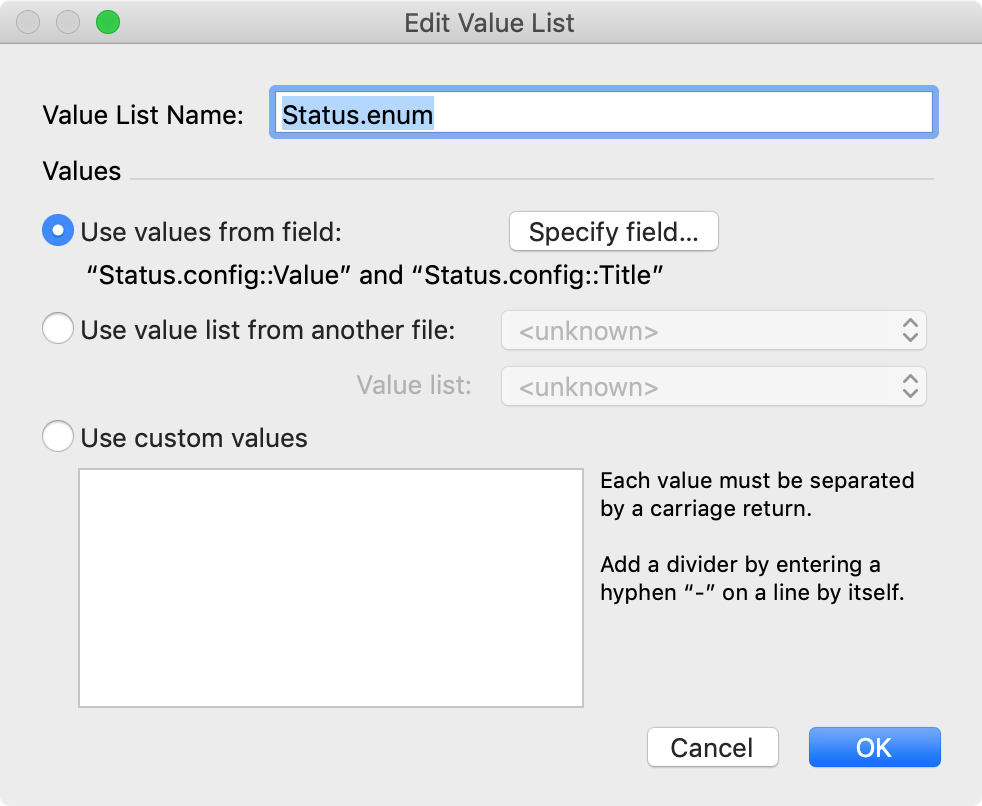 Edit Value List
Value List Name: Status.enum
Values
Use values from field: Specify field...
“Status.config::Value” and “Status.config::Title”
Use value list from another file: <unknown>
Value list: <unknown>
Use custom values
Each value must be separated
by a carriage return.
Add a divider by entering a
hyphen “-” on a line by itself.
Cancel OK